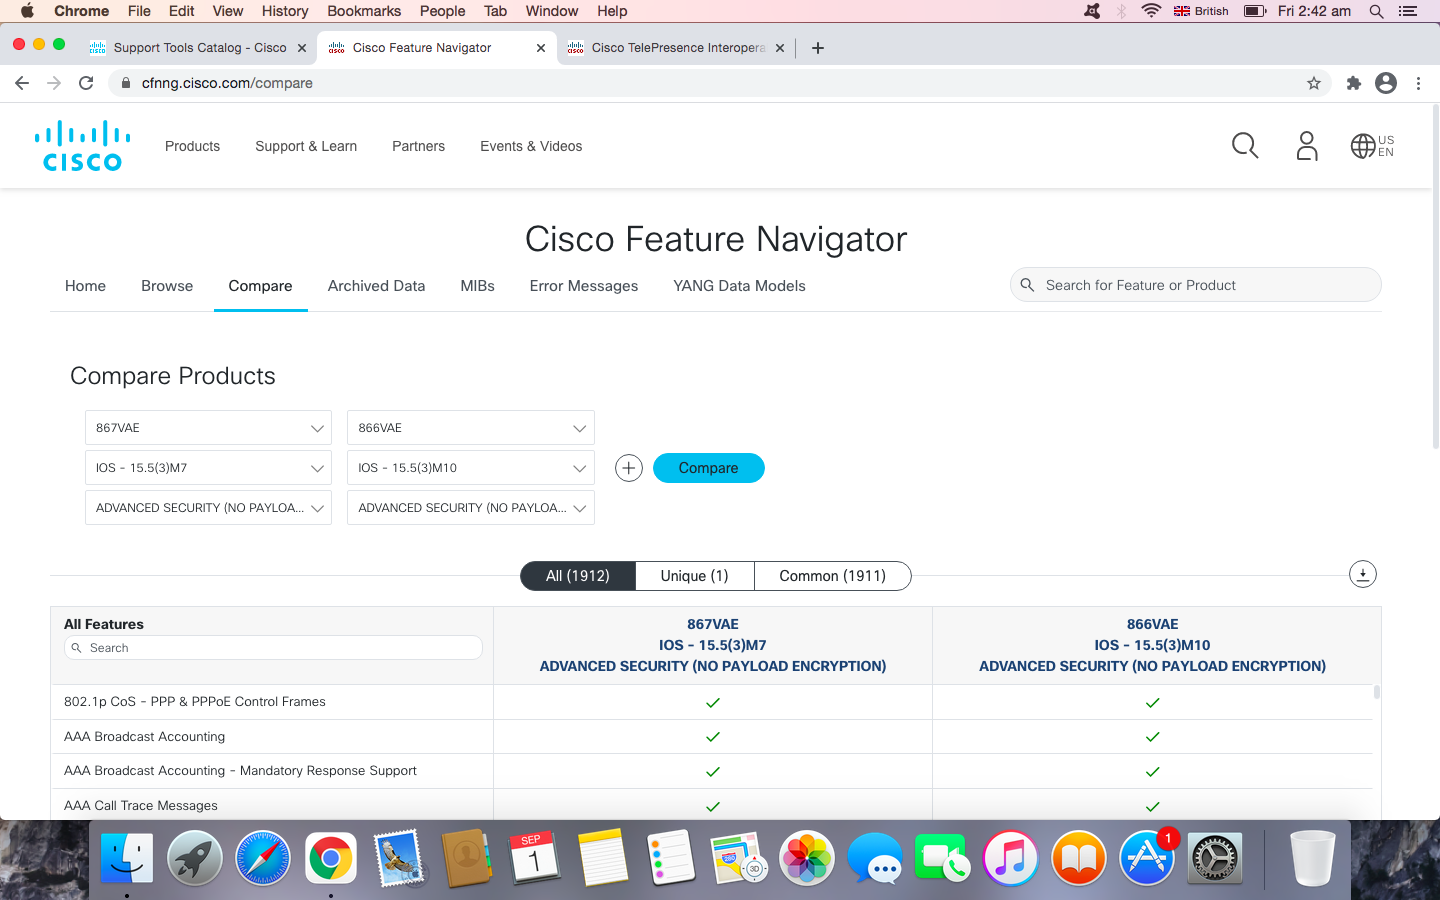 Chrome File Edit View History Bookmarks People Tab Window Help British Fri 2:42 am
Support Tools Catalog - Cisco Cisco Feature Navigator Cisco TelePresence Interopera
cfnng.cisco.com/compare
CISCO Products Support & Learn Partners Events & Videos US EN
Cisco Feature Navigator
Home Browse Compare Archived Data MIBs Error Messages YANG Data Models Search for Feature or Product
Compare Products
867VAE 866VAE
IOS - 15.5(3)M7 IOS - 15.5(3)M10 Compare
ADVANCED SECURITY (NO PAYLOA... ADVANCED SECURITY (NO PAYLOA...
All (1912) Unique (1) Common (1911)
All Features 867VAE 866VAE
Search IOS - 15.5(3)M7 IOS - 15.5(3)M10
ADVANCED SECURITY (NO PAYLOAD ENCRYPTION) ADVANCED SECURITY (NO PAYLOAD ENCRYPTION)
802.1p CoS - PPP & PPPoE Control Frames
AAA Broadcast Accounting
AAA Broadcast Accounting - Mandatory Response Support
AAA Call Trace Messages
SEP
1
280
3D
1